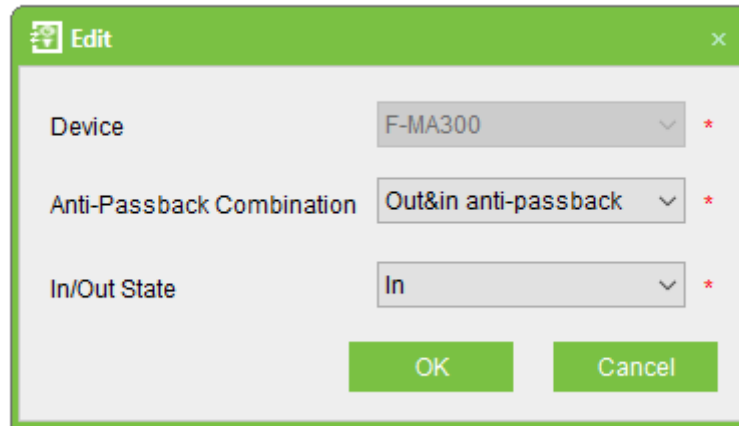 Edit ×
Device F-MA300 *
Anti-Passback Combination Out&in anti-passback *
In/Out State In *
OK Cancel